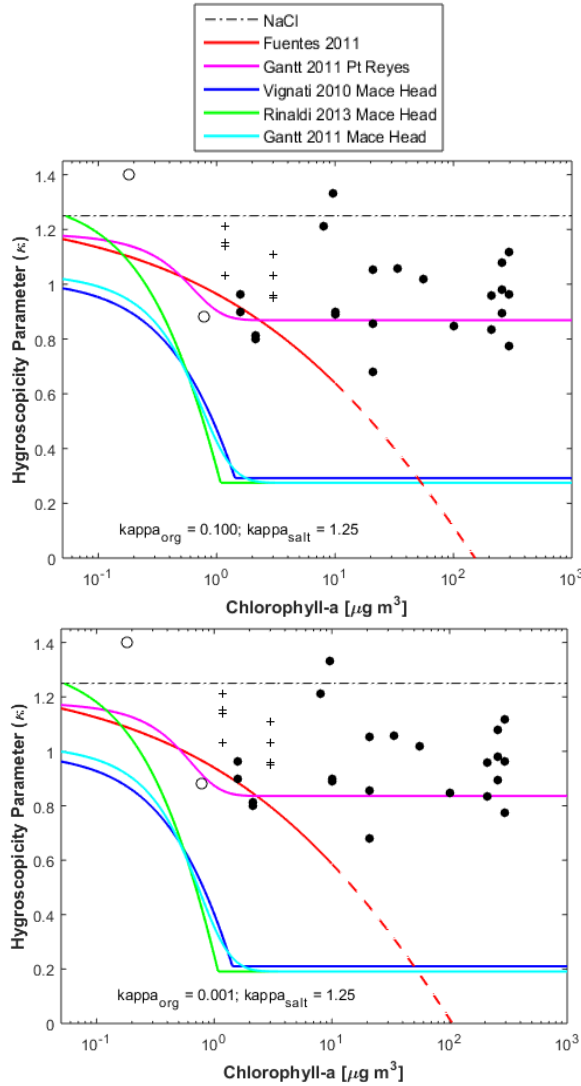 NaCl
Fuentes 2011
Gantt 2011 Pt Reyes
Vignati 2010 Mace Head
Rinaldi 2013 Mace Head
Gantt 2011 Mace Head
1.4
1.2
1
0.8
0.6
0.4
0.2
0
Hygroscopicity Parameter (κ)
kappa_org = 0.100; kappa_salt = 1.25
10^-1 10^0 10^1 10^2 10^3
Chlorophyll-a [μg m^3]
1.4
1.2
1
0.8
0.6
0.4
0.2
0
Hygroscopicity Parameter (κ)
kappa_org = 0.001; kappa_salt = 1.25
10^-1 10^0 10^1 10^2 10^3
Chlorophyll-a [μg m^3]